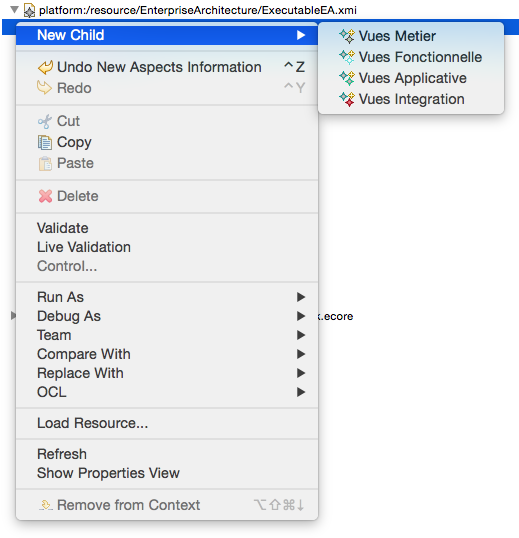 platform:/resource/EnterpriseArchitecture/ExecutableEA.xmi
New Child
Vues Metier
Vues Fonctionnelle
Vues Applicative
Vues Integration
Undo New Aspects Information ^Z
Redo ^Y
Cut
Copy
Paste
Delete
Validate
Live Validation
Control...
Run As
Debug As
Team
Compare With
Replace With
OCL
.ecore
Load Resource...
Refresh
Show Properties View
Remove from Context ⌥⇧⌘↓